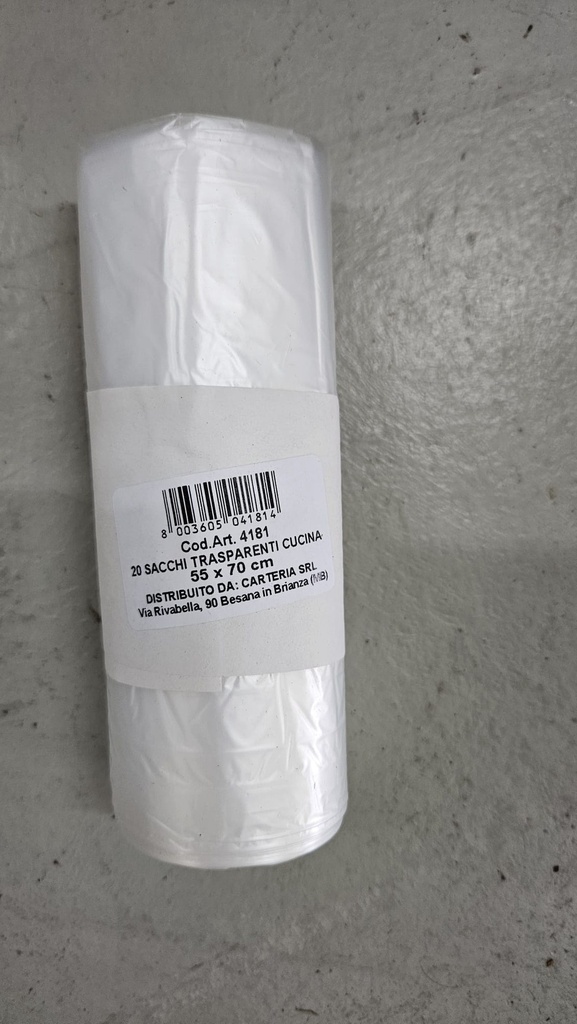 8 003605 041814
Cod.Art. 4181
20 SACCHI TRASPARENTI CUCINA
55 x 70 cm
DISTRIBUITO DA: CARTERIA SRL
Via Rivabella, 90 Besana in Brianza (MB)